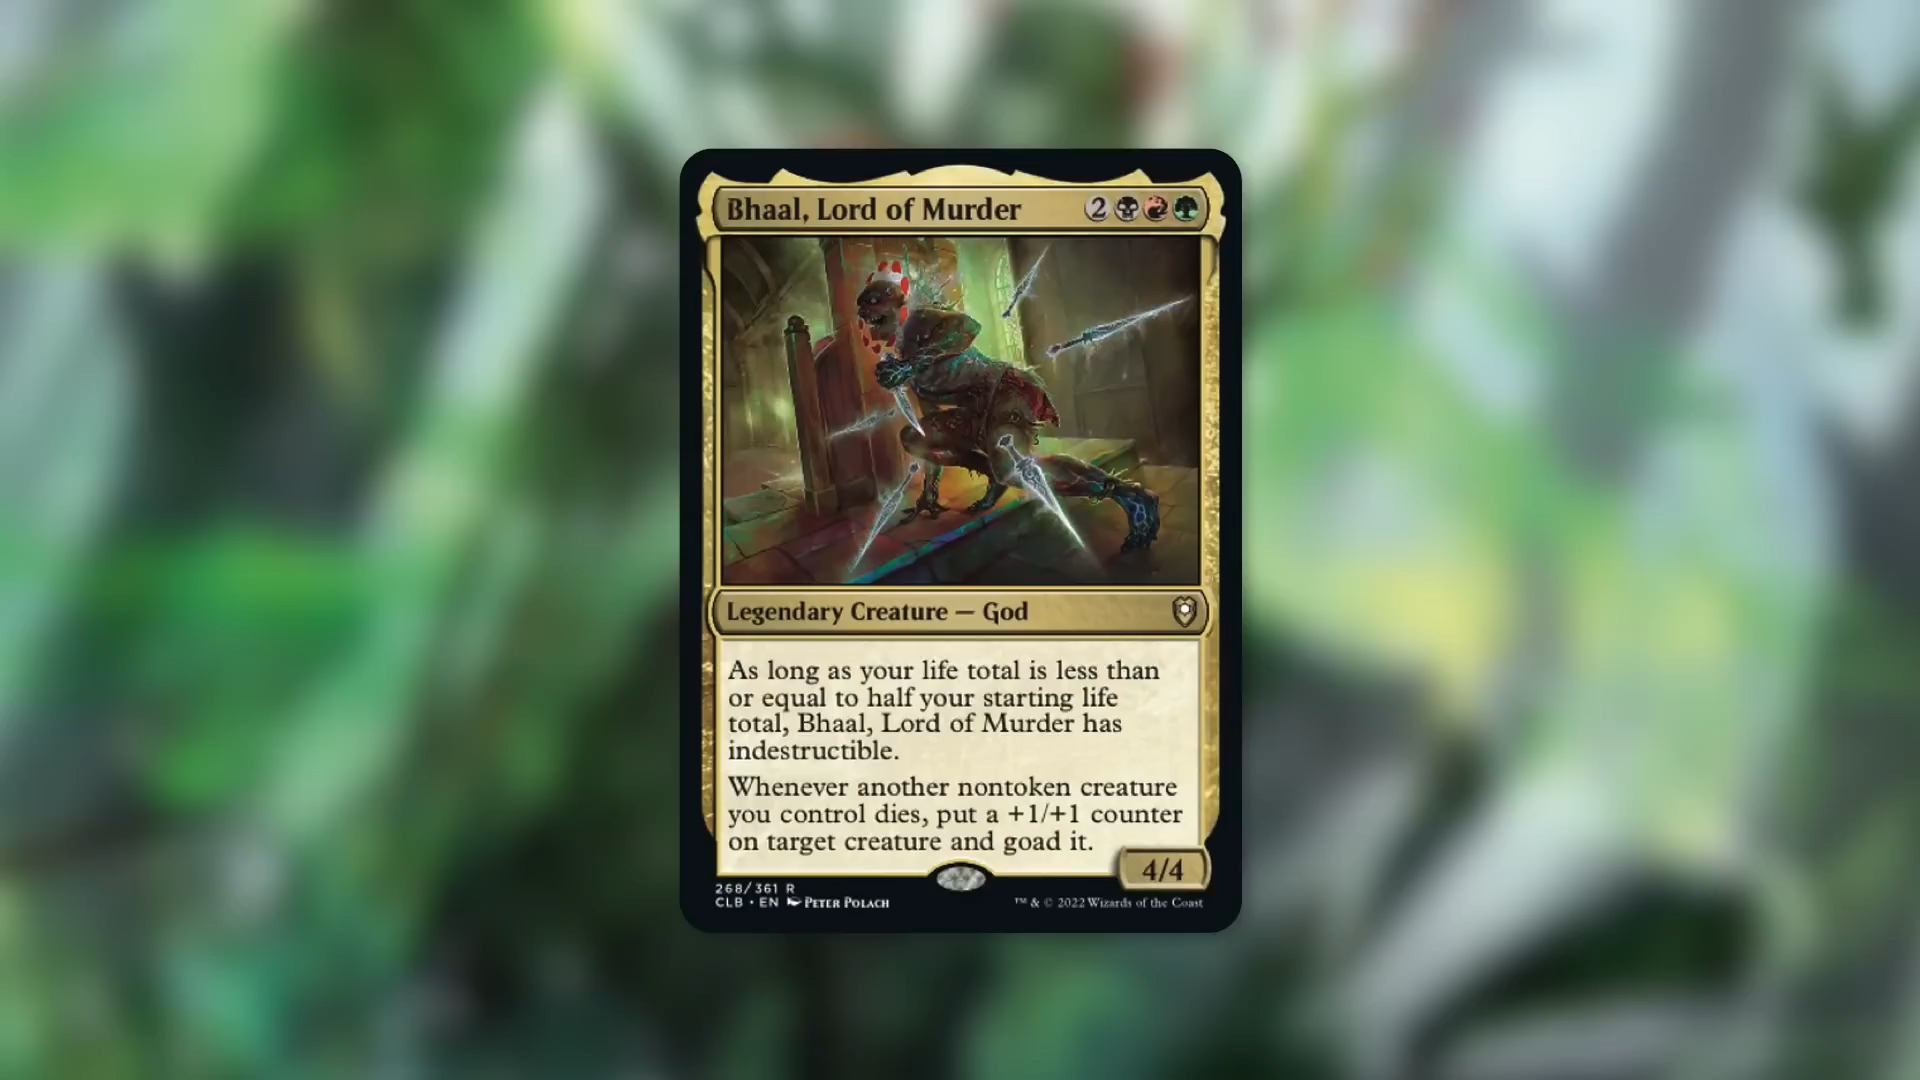 Bhaal, Lord of Murder 2
Legendary Creature — God
As long as your life total is less than
or equal to half your starting life
total, Bhaal, Lord of Murder has
indestructible.
Whenever another nontoken creature
you control dies, put a +1/+1 counter
on target creature and goad it.
4/4
268/361 R
CLB • EN PETER POLACH
™ & © 2022 Wizards of the Coast